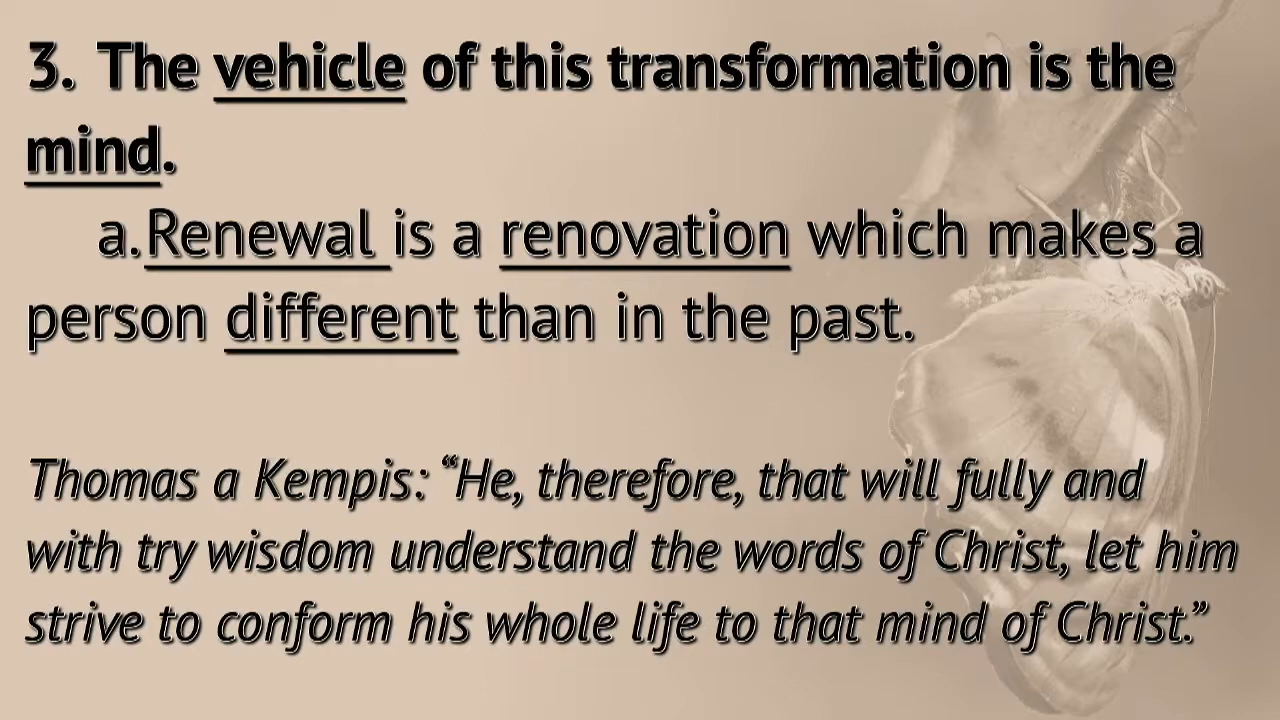 3. The vehicle of this transformation is the
mind.
a. Renewal is a renovation which makes a
person different than in the past.
Thomas a Kempis: “He, therefore, that will fully and
with try wisdom understand the words of Christ, let him
strive to conform his whole life to that mind of Christ.”